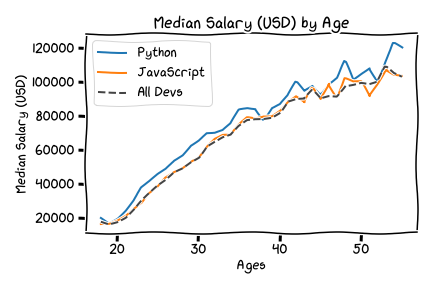 Median Salary (USD) by Age
Python
JavaScript
All Devs
Median Salary (USD)
120000
100000
80000
60000
40000
20000
20 30 40 50
Ages